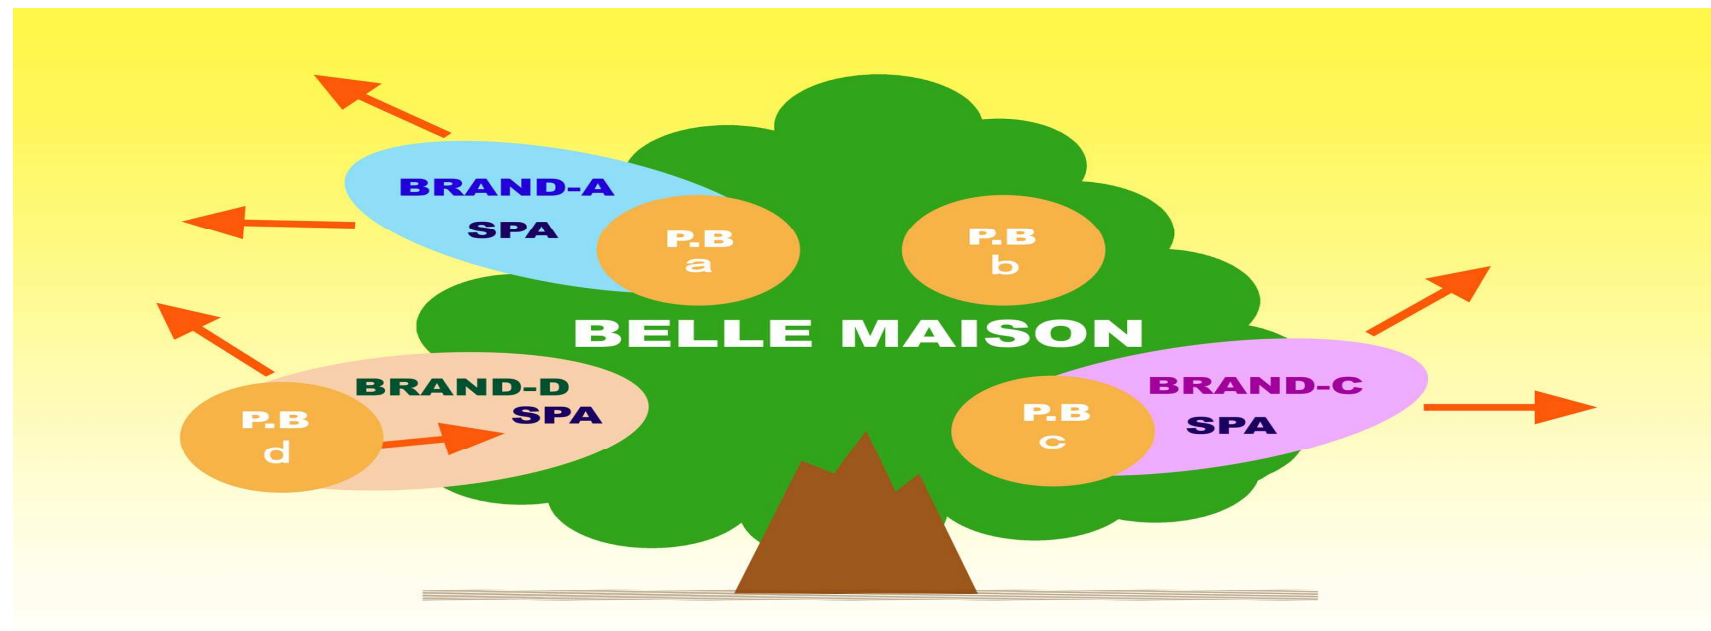 BRAND-A
SPA
P.B
a
P.B
b
BELLE MAISON
BRAND-D
SPA
P.B
d
BRAND-C
SPA
P.B
c